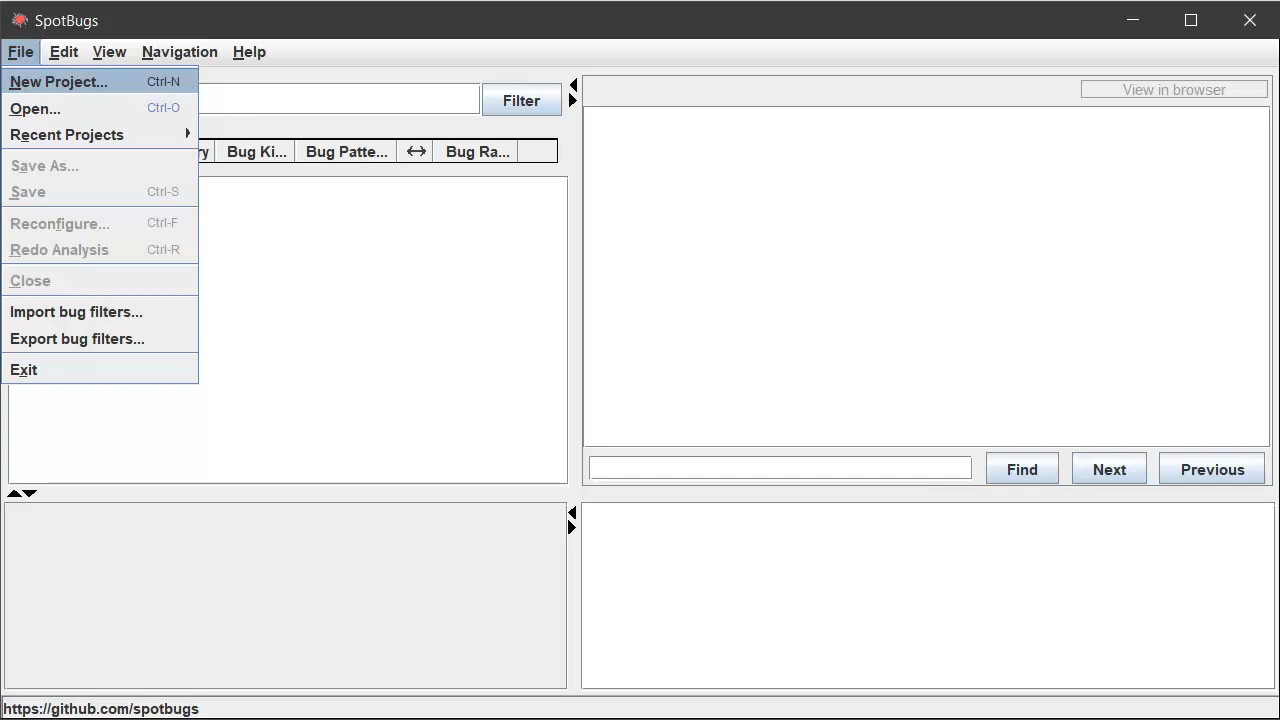 SpotBugs
File Edit View Navigation Help
New Project... Ctrl-N
Open... Ctrl-O
Recent Projects
Save As...
Save Ctrl-S
Reconfigure... Ctrl-F
Redo Analysis Ctrl-R
Close
Import bug filters...
Export bug filters...
Exit
Filter
ry Bug Ki... Bug Patte... Bug Ra...
View in browser
Find Next Previous
https://github.com/spotbugs